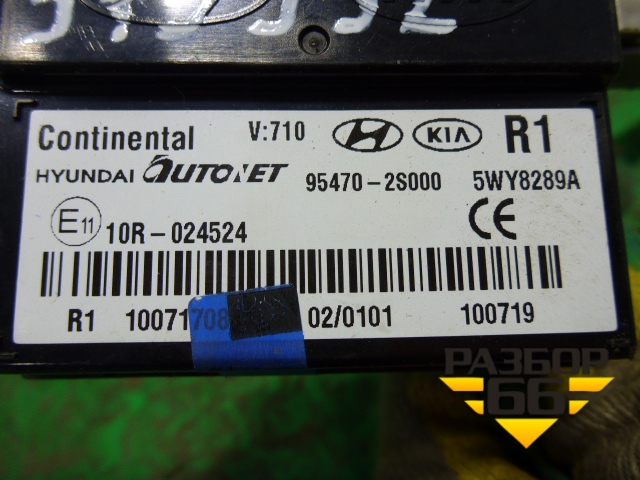 Continental V:710 KIA R1
HYUNDAI AUTONET 95470-2S000 5WY8289A
E11 10R-024524 CE
R1 10071708 02/0101 100719
РАЗБОР
66